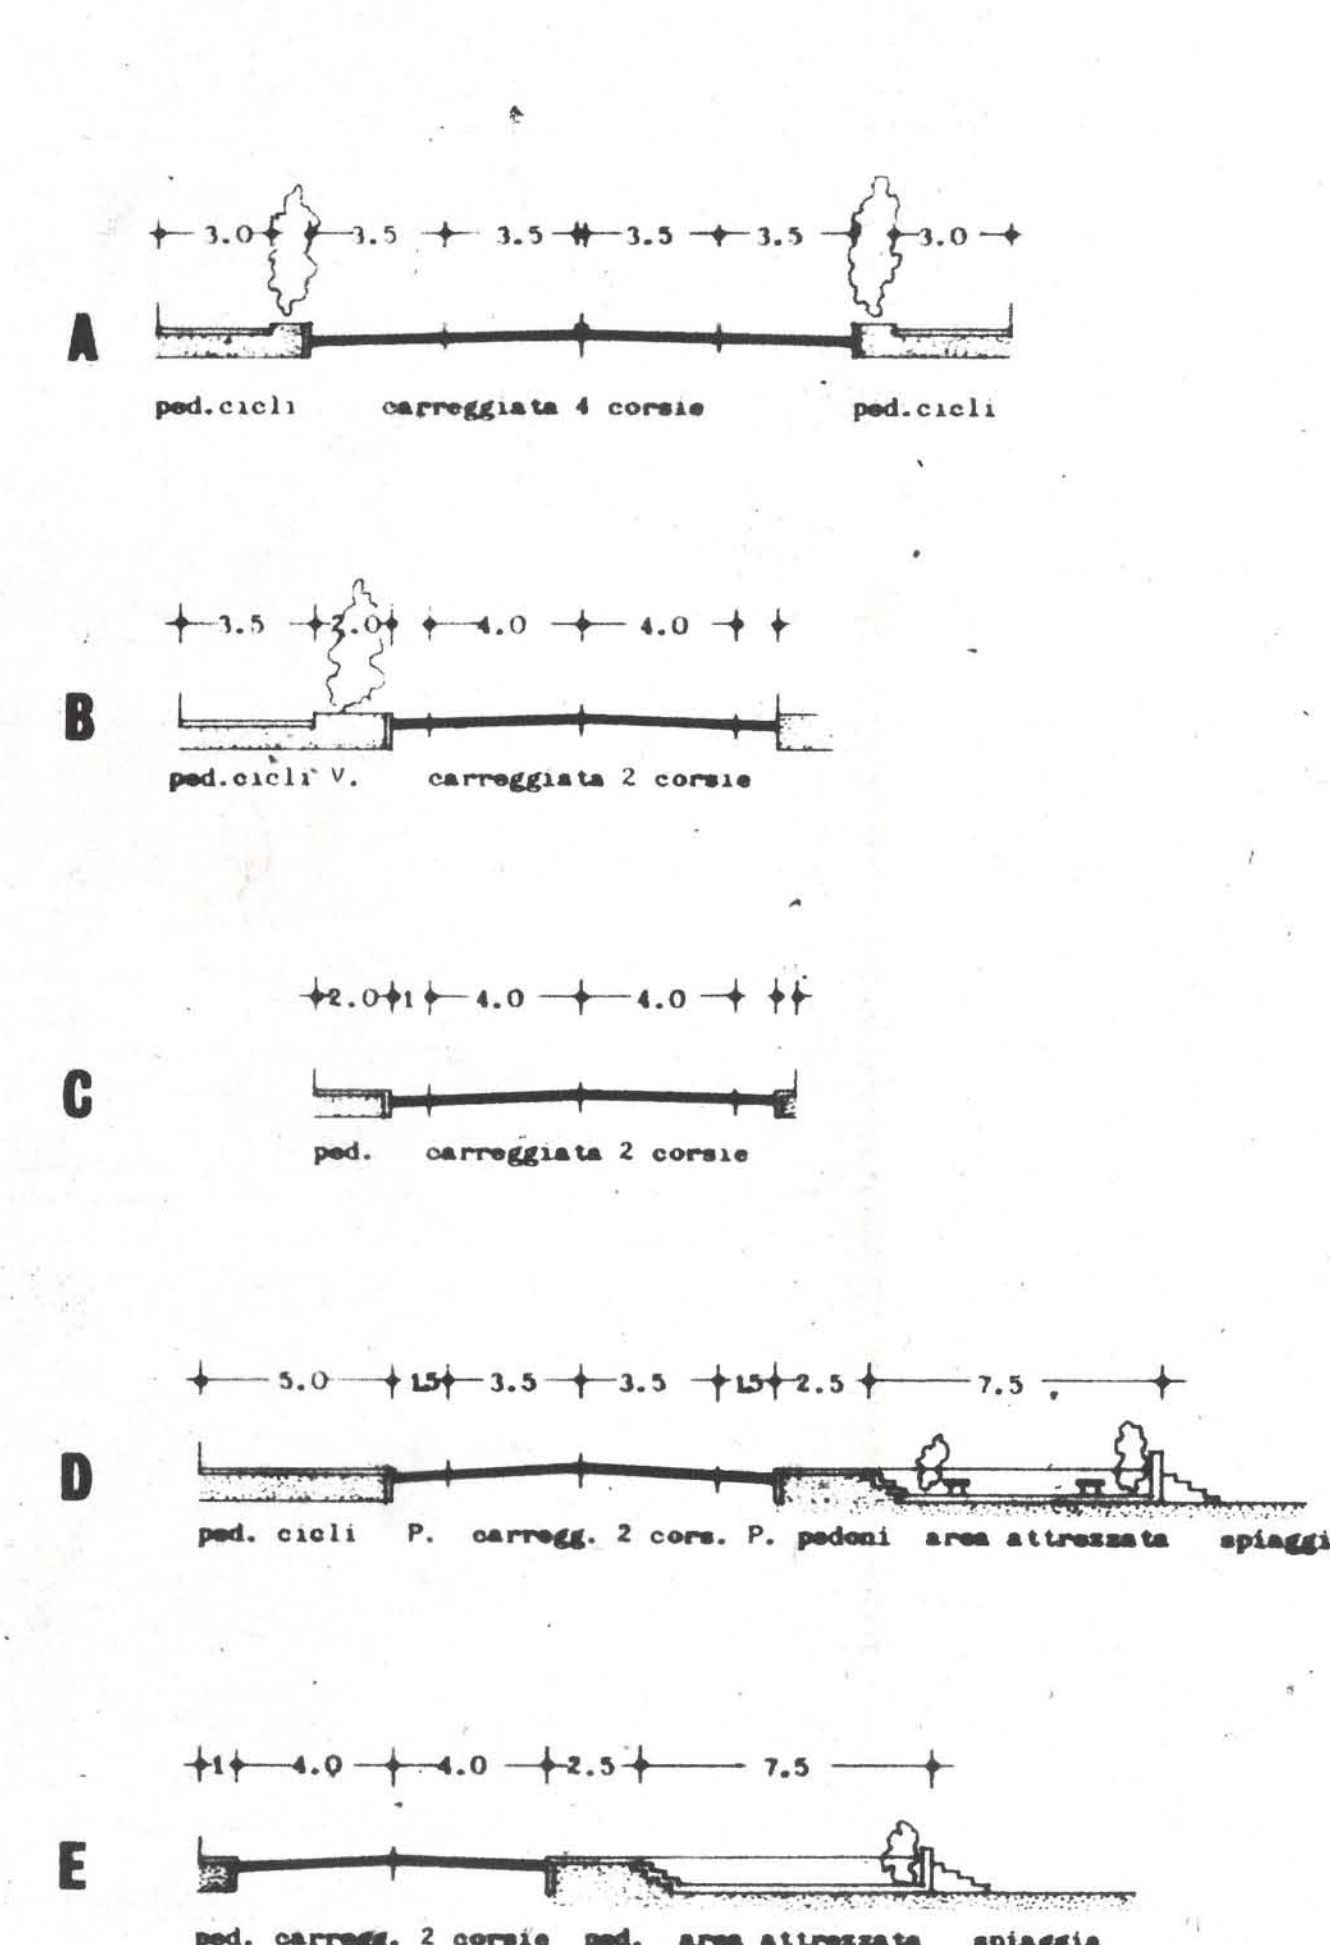 3.0 3.5 3.5 3.5 3.5 3.0
A
ped.cicli carreggiata 4 corsie ped.cicli
3.5 2.0 4.0 4.0
B
ped.cicli V. carreggiata 2 corsie
2.0 1 4.0 4.0
C
ped. carreggiata 2 corsie
5.0 1.5 3.5 3.5 1.5 2.5 7.5
D
ped. cicli P. carregg. 2 cors. P. pedoni area attrezzata spiaggi
1 4.0 4.0 2.5 7.5
E
ped. carregg. 2 corsie ped. area attrezzata spiaggia